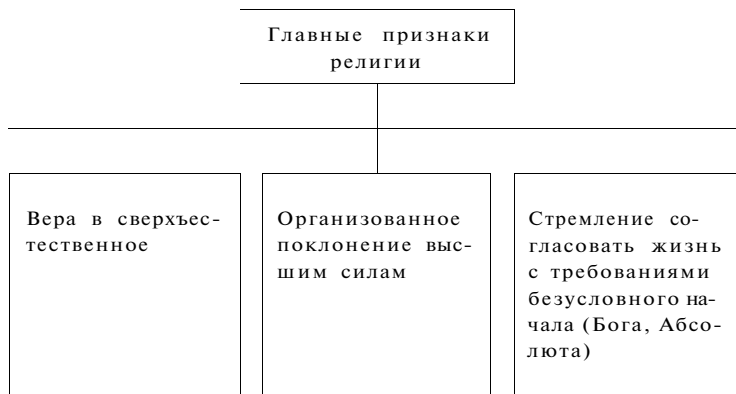 Главные признаки
религии
Вера в сверхъес-
тественное
Организованное
поклонение выс-
шим силам
Стремление со-
гласовать жизнь
с требованиями
безусловного на-
чала (Бога, Абсо-
люта)